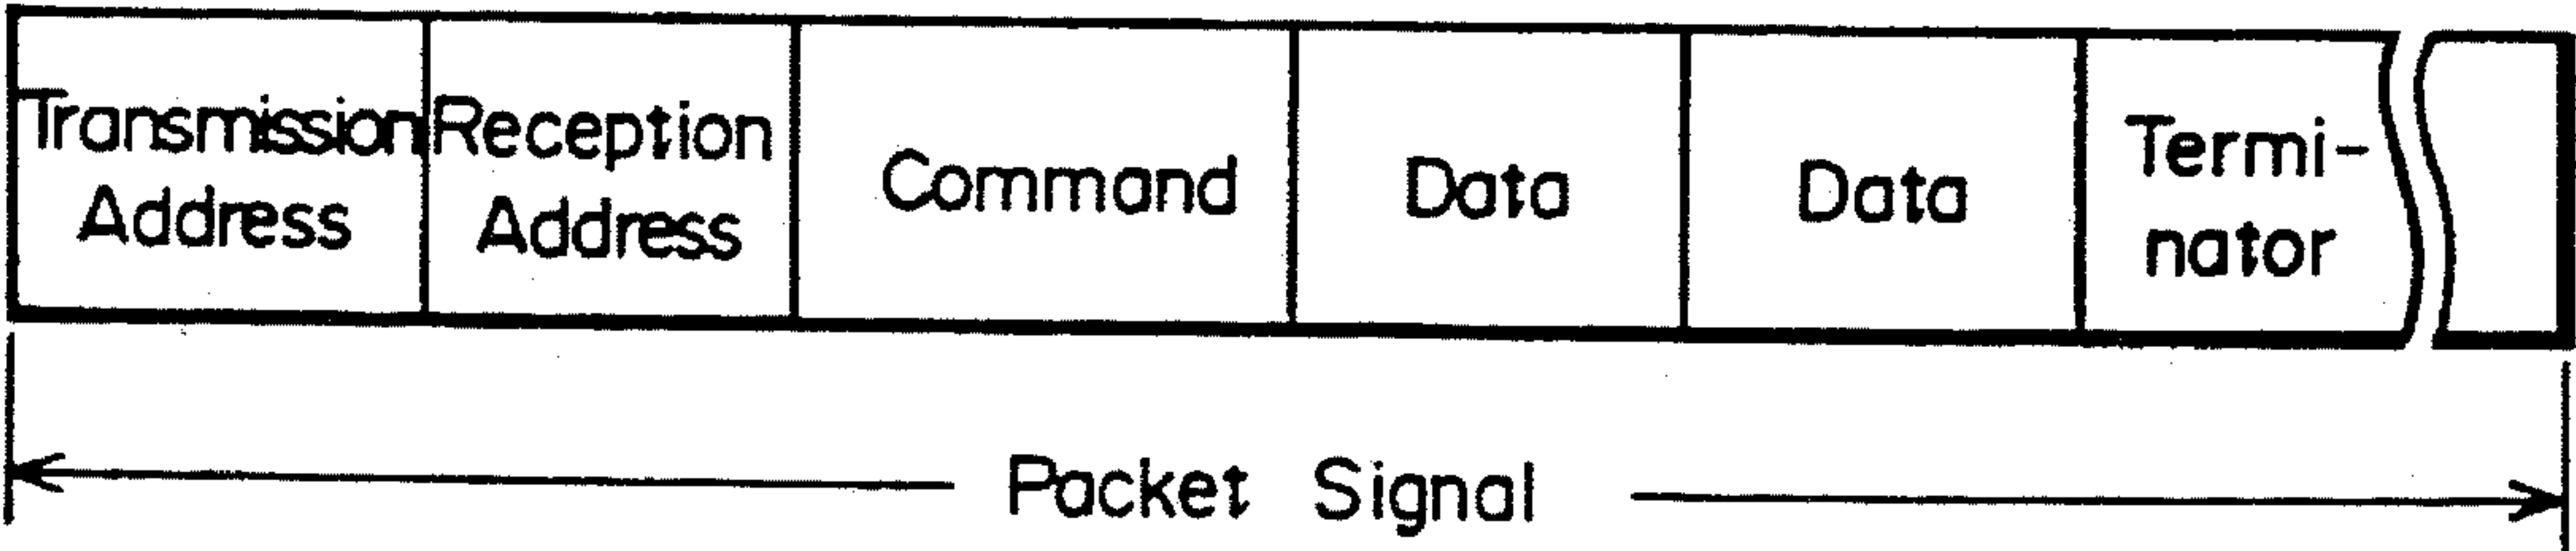 Transmission
Address
Reception
Address
Command
Data
Data
Termi-
nator
Packet Signal